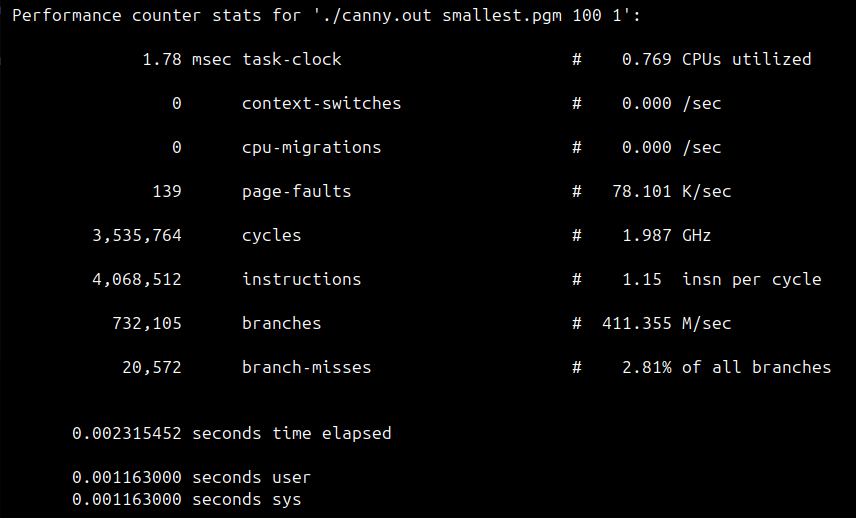 Performance counter stats for './canny.out smallest.pgm 100 1':
1.78 msec task-clock # 0.769 CPUs utilized
0 context-switches # 0.000 /sec
0 cpu-migrations # 0.000 /sec
139 page-faults # 78.101 K/sec
3,535,764 cycles # 1.987 GHz
4,068,512 instructions # 1.15 insn per cycle
732,105 branches # 411.355 M/sec
20,572 branch-misses # 2.81% of all branches
0.002315452 seconds time elapsed
0.001163000 seconds user
0.001163000 seconds sys